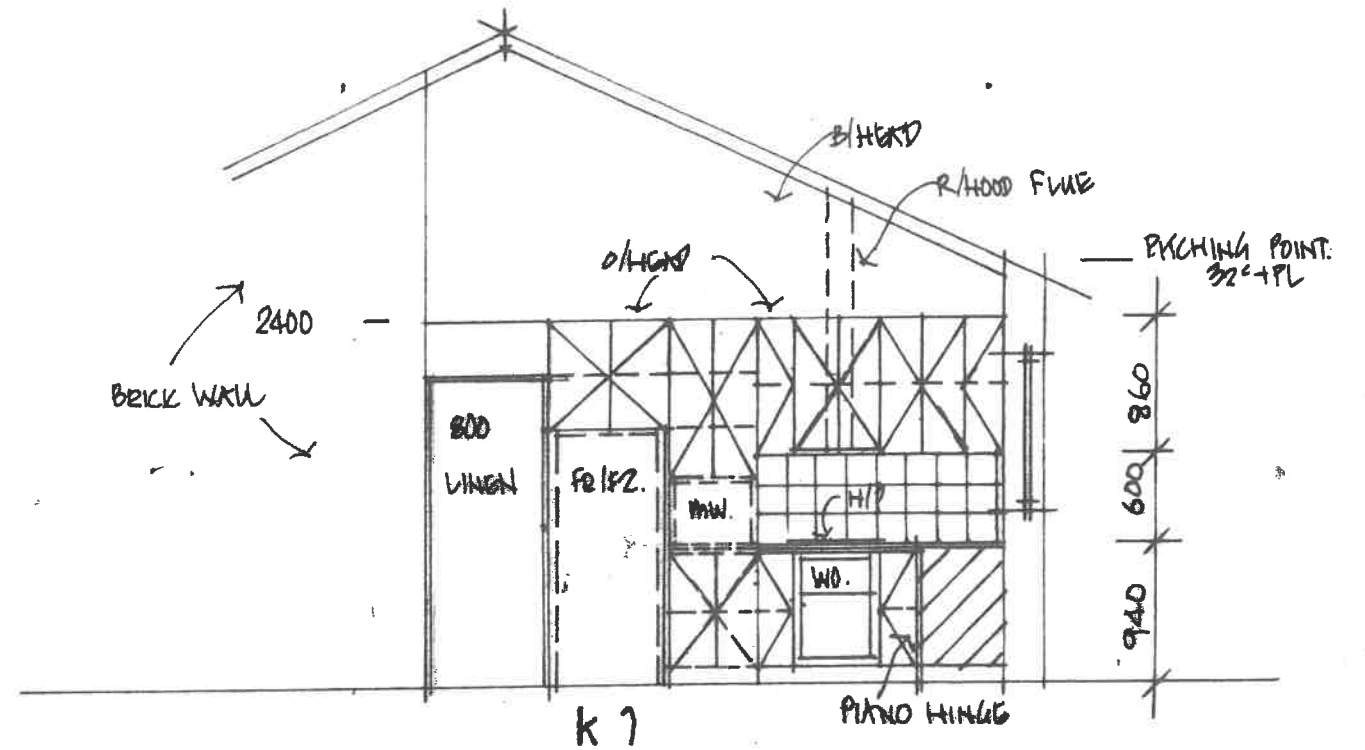 B/HEAD
R/HOOD FLUE
PITCHING POINT.
32c+PL
O/HEAD
2400
BRICK WALL
860
800
LINEN
FR/FZ.
MW.
H/P
600
WO.
940
PIANO HINGE
K 1